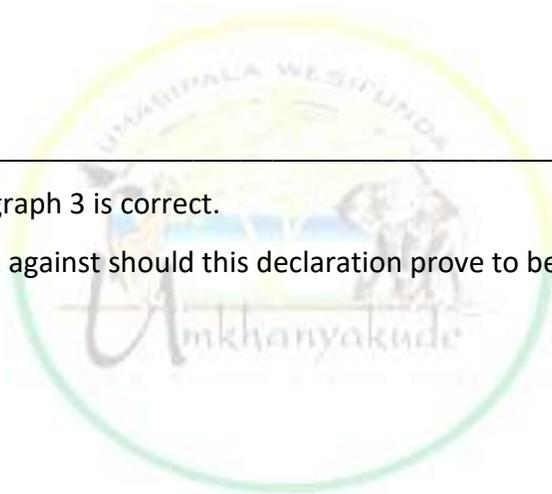 UMASIPALA WESIFUNDA
graph 3 is correct.
against should this declaration prove to be
Umkhanyakude